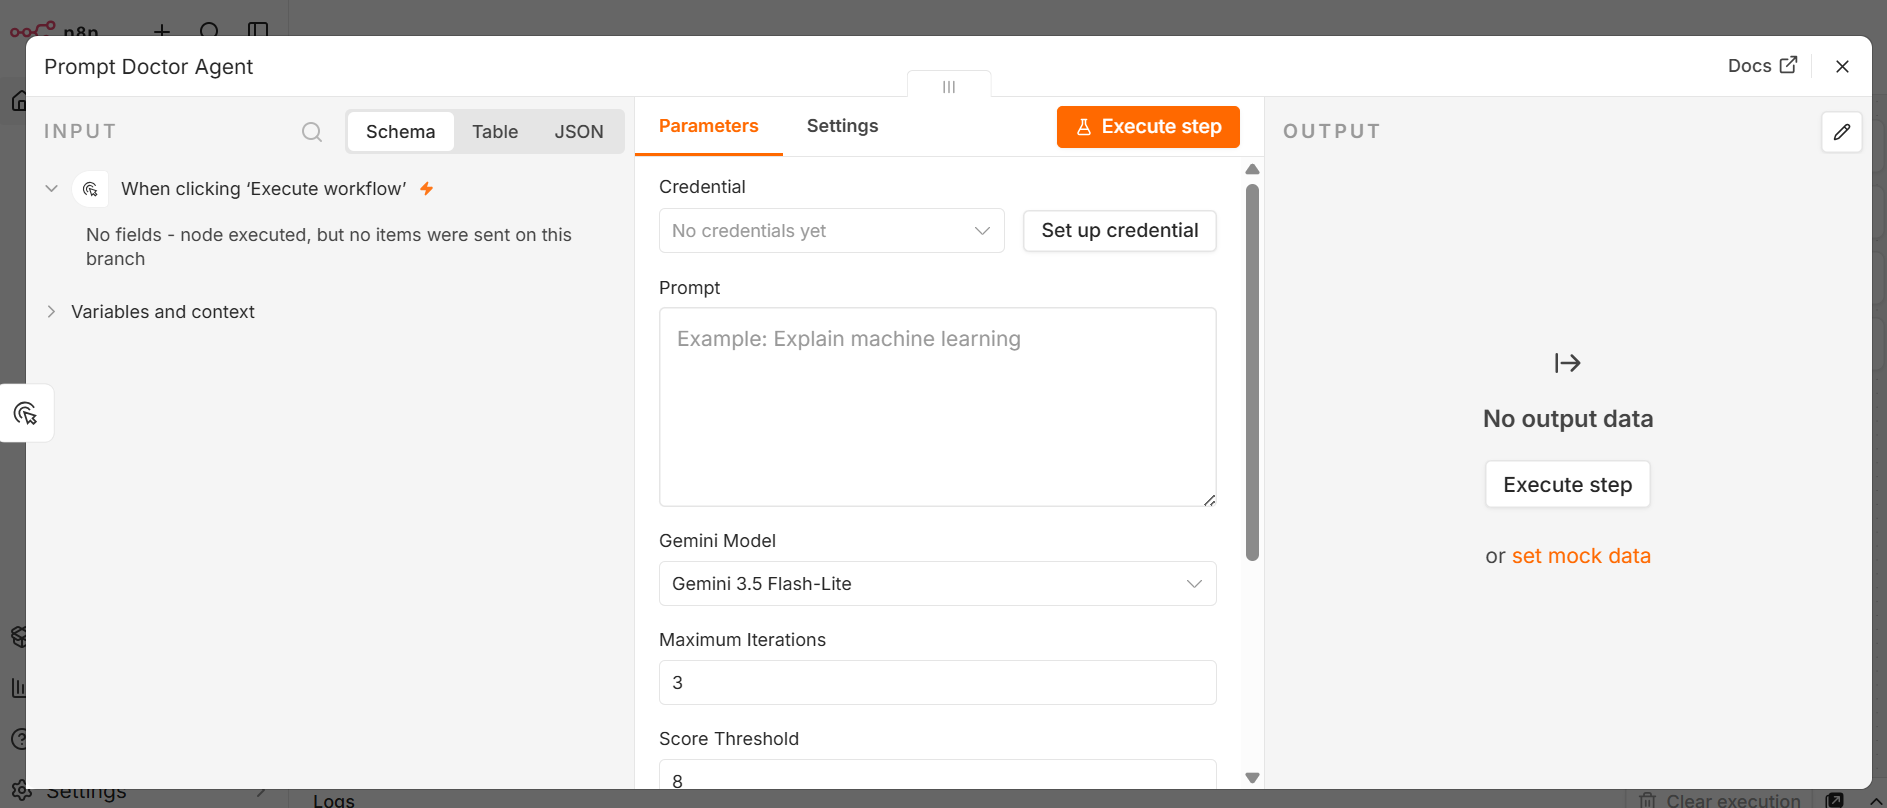 n8n
Prompt Doctor Agent
Docs
INPUT
Schema
Table
JSON
When clicking ‘Execute workflow’
No fields - node executed, but no items were sent on this
branch
Variables and context
Parameters
Settings
Execute step
Credential
No credentials yet
Set up credential
Prompt
Example: Explain machine learning
Gemini Model
Gemini 3.5 Flash-Lite
Maximum Iterations
3
Score Threshold
8
OUTPUT
No output data
Execute step
or set mock data
Settings
Logs
Clear execution